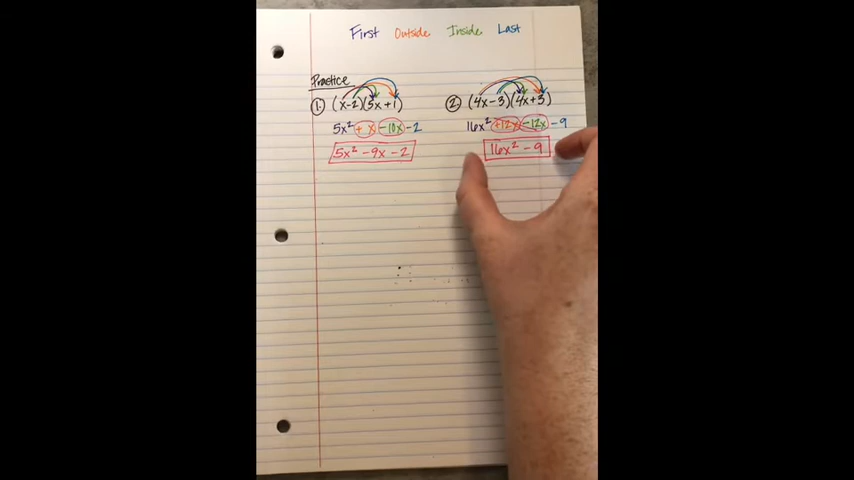 First Outside Inside Last
Practice
1. (x-2)(5x+1)
5x² + x -10x -2
5x² -9x -2
2. (4x-3)(4x+3)
16x² +12x -12x -9
16x² -9